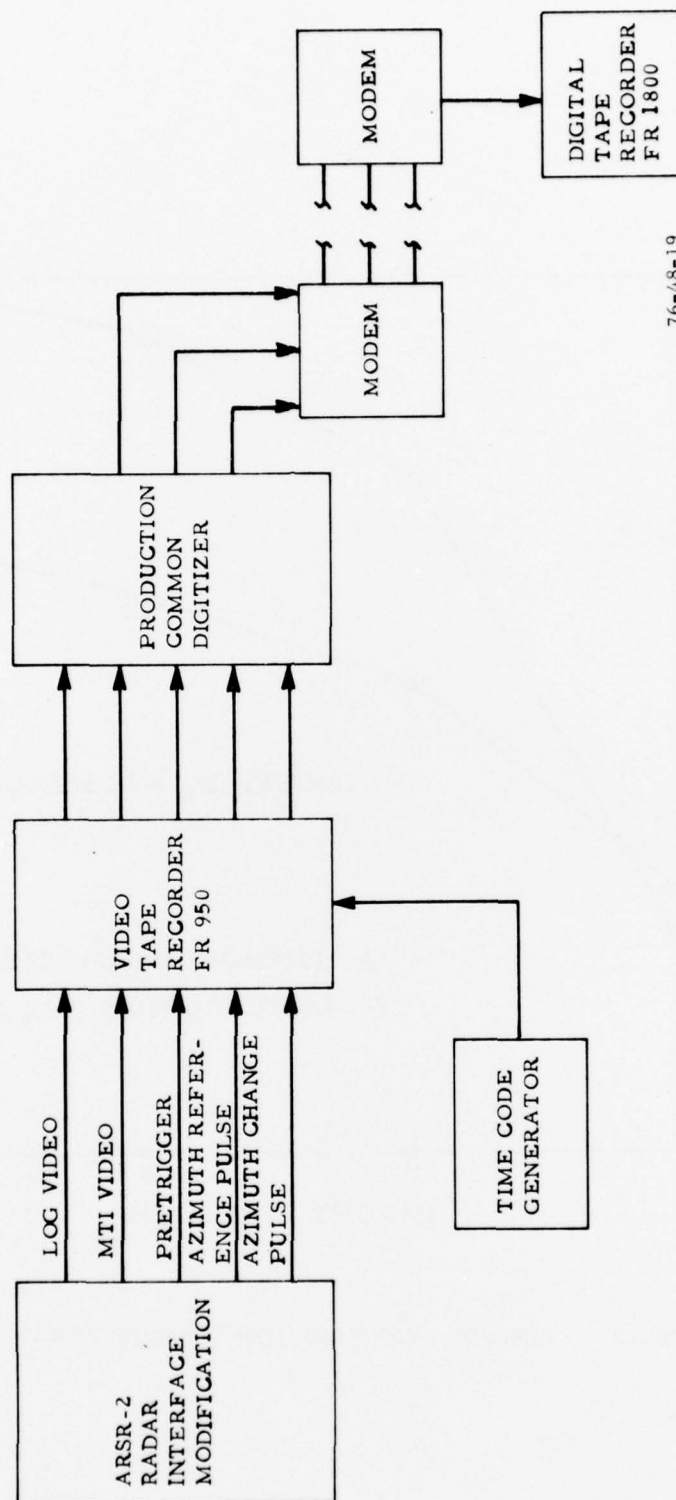 ARSR-2
RADAR
INTERFACE
MODIFICATION
LOG VIDEO
MTI VIDEO
PRETRIGGER
AZIMUTH REFER-
ENCE PULSE
AZIMUTH CHANGE
PULSE
TIME CODE
GENERATOR
VIDEO
TAPE
RECORDER
FR 950
PRODUCTION
COMMON
DIGITIZER
MODEM
MODEM
DIGITAL
TAPE
RECORDER
FR 1800
76-48-19